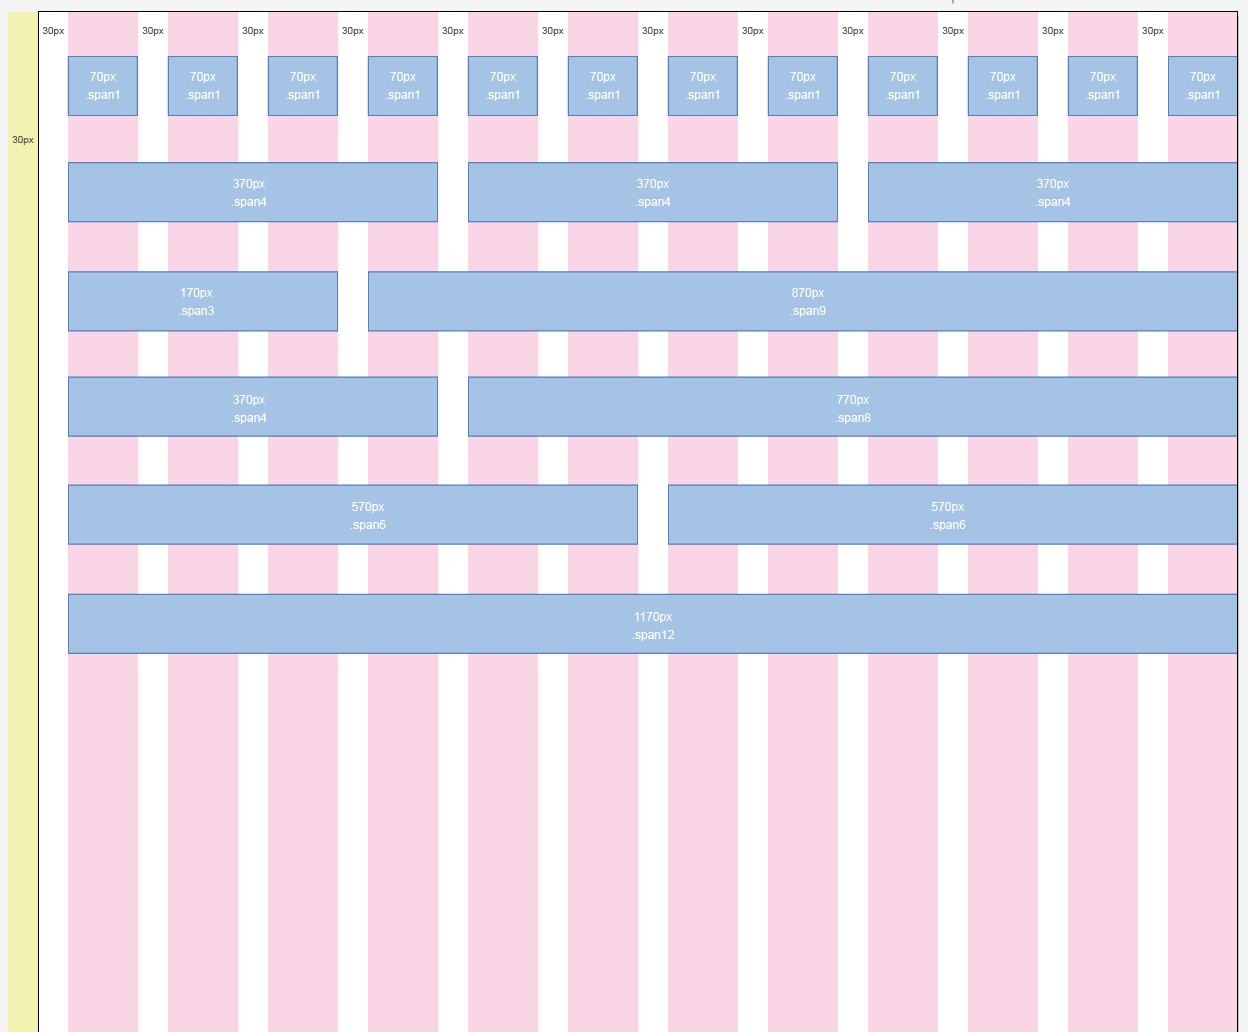 30px 30px 30px 30px 30px 30px 30px 30px 30px 30px 30px 30px
70px 70px 70px 70px 70px 70px 70px 70px 70px 70px 70px 70px
.span1 .span1 .span1 .span1 .span1 .span1 .span1 .span1 .span1 .span1 .span1 .span1
30px
370px 370px 370px
.span4 .span4 .span4
170px 870px
.span3 .span9
370px 770px
.span4 .span8
570px 570px
.span6 .span6
1170px
.span12